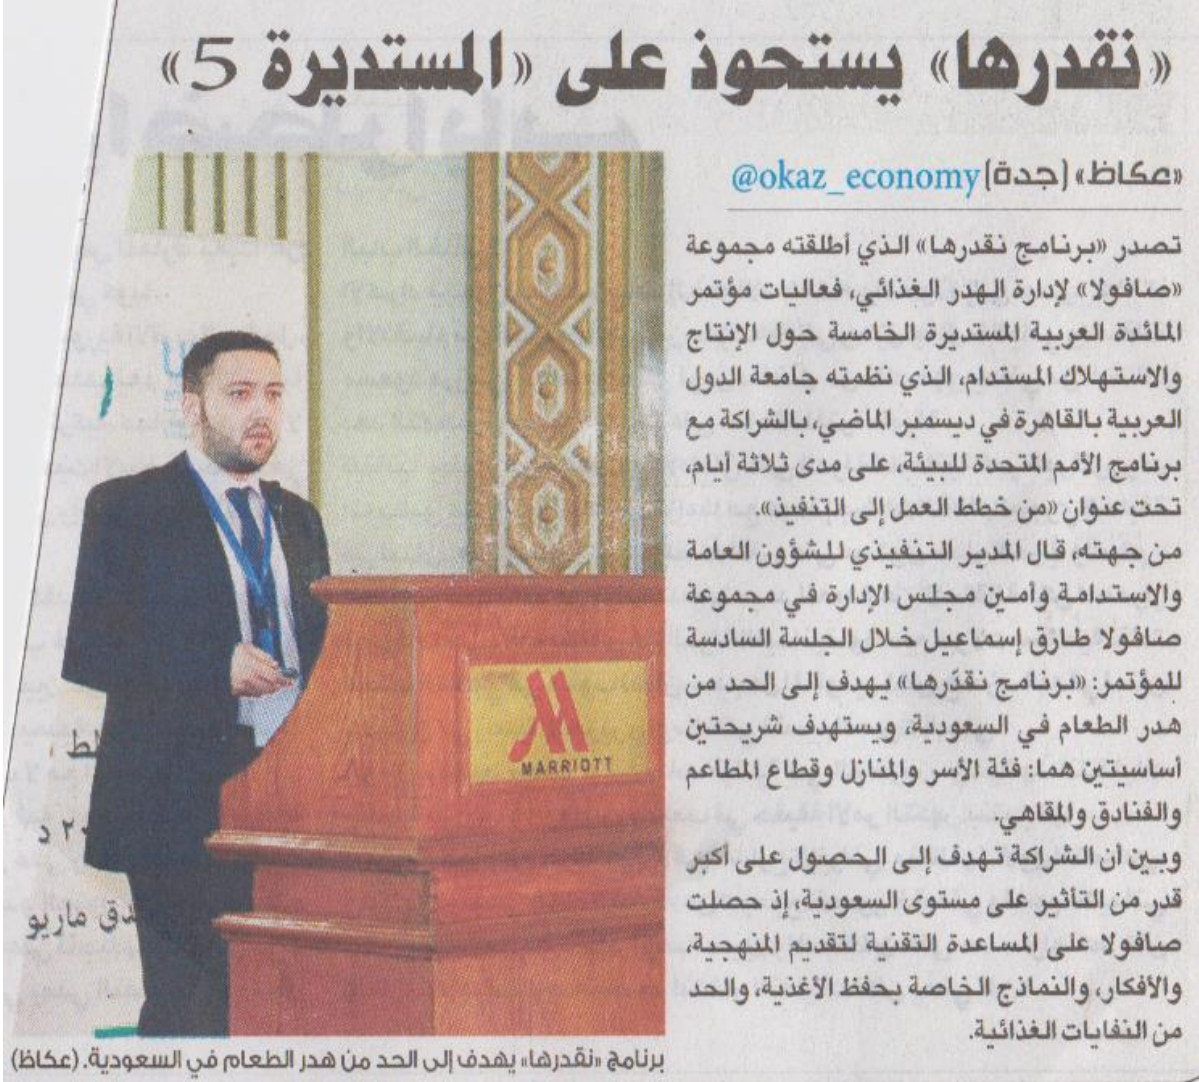 «نقدرها» يستحوذ على «المستديرة 5»
«عكاظ» (جدة) @okaz_economy
تصدر «برنامج نقدرها» الذي أطلقته مجموعة
«صافولا» لإدارة الهدر الغذائي، فعاليات مؤتمر
المائدة العربية المستديرة الخامسة حول الإنتاج
والاستهلاك المستدام، الذي نظمته جامعة الدول
العربية بالقاهرة في ديسمبر الماضي، بالشراكة مع
برنامج الأمم المتحدة للبيئة، على مدى ثلاثة أيام،
تحت عنوان «من خطط العمل إلى التنفيذ».
من جهته، قال المدير التنفيذي للشؤون العامة
والاستدامة وأمين مجلس الإدارة في مجموعة
صافولا طارق إسماعيل خلال الجلسة السادسة
للمؤتمر: «برنامج نقدّرها» يهدف إلى الحد من
هدر الطعام في السعودية، ويستهدف شريحتين
أساسيتين هما: فئة الأسر والمنازل وقطاع المطاعم
والفنادق والمقاهي.
وبين أن الشراكة تهدف إلى الحصول على أكبر
قدر من التأثير على مستوى السعودية، إذ حصلت
صافولا على المساعدة التقنية لتقديم المنهجية،
والأفكار، والنماذج الخاصة بحفظ الأغذية، والحد
من النفايات الغذائية.
MARRIOTT
ماريو
برنامج «نقدرها» يهدف إلى الحد من هدر الطعام في السعودية. (عكاظ)